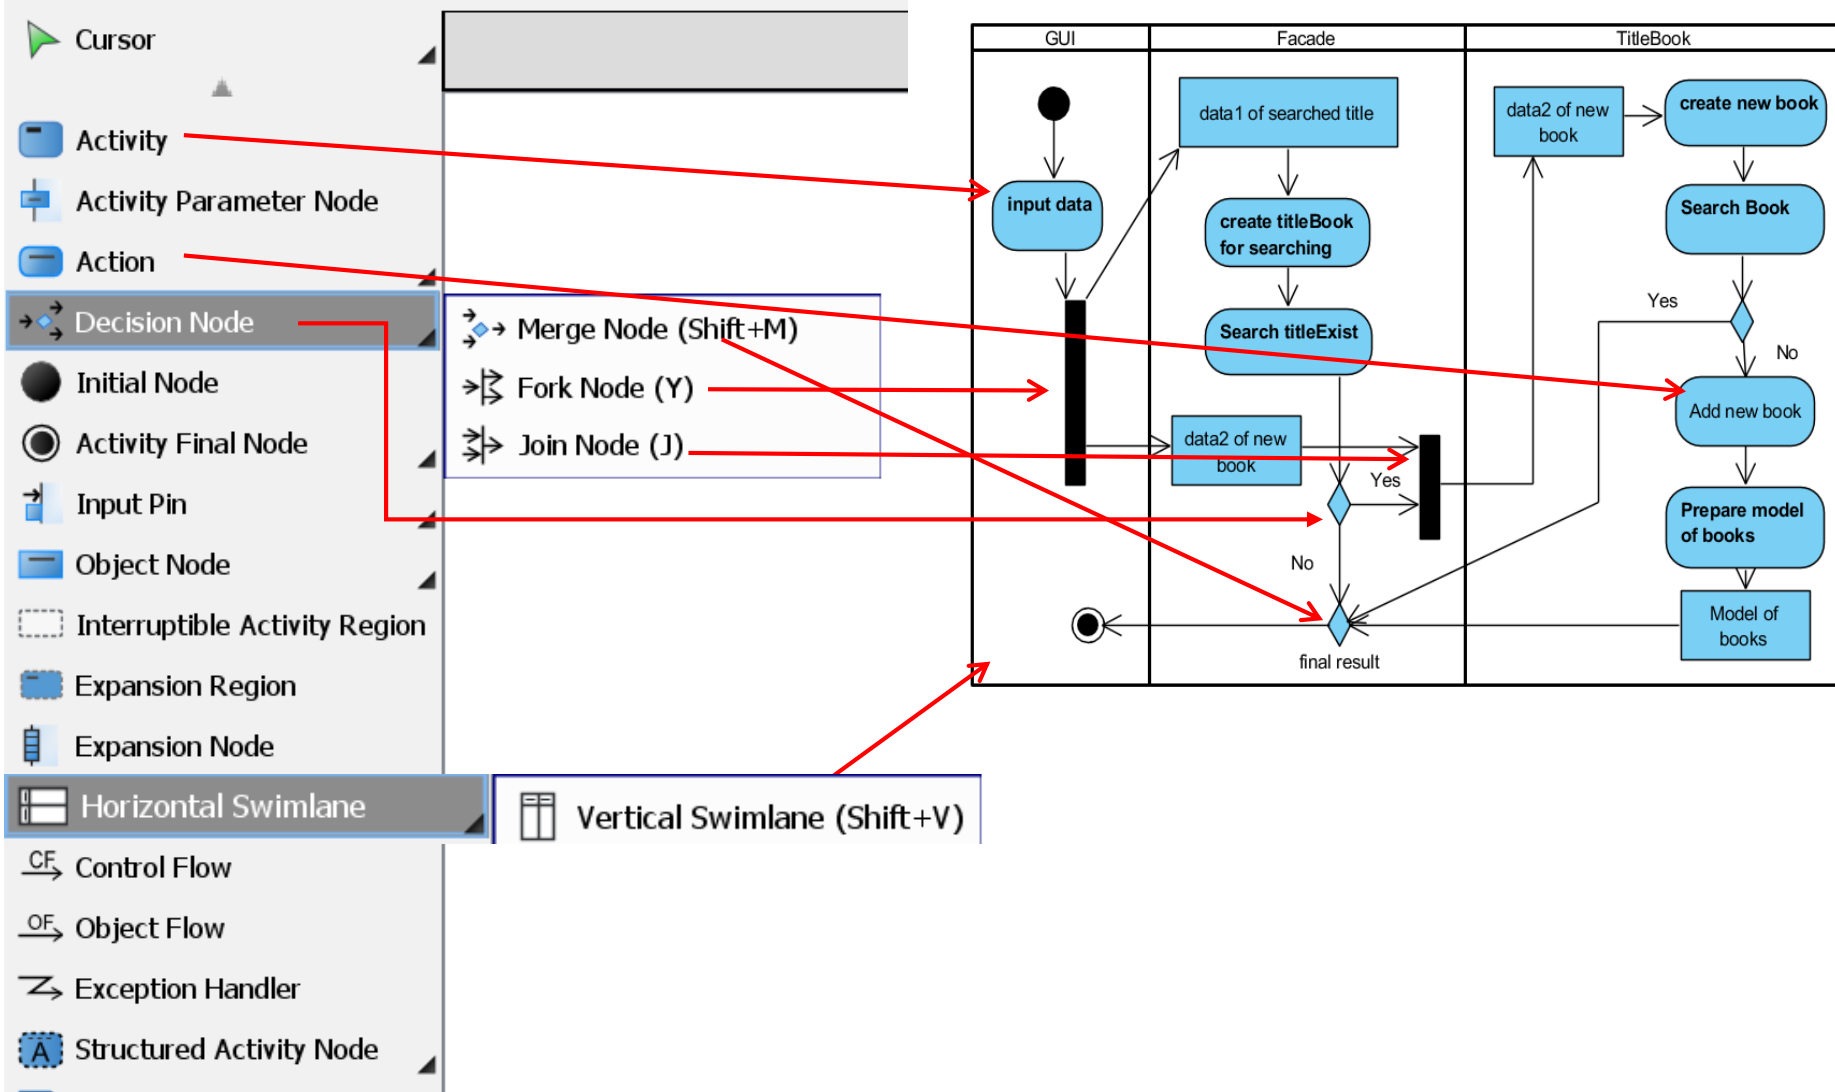 Cursor
Activity
Activity Parameter Node
Action
Decision Node
Initial Node
Activity Final Node
Input Pin
Object Node
Interruptible Activity Region
Expansion Region
Expansion Node
Horizontal Swimlane
CF
Control Flow
OF
Object Flow
Exception Handler
A
Structured Activity Node
Merge Node (Shift+M)
Fork Node (Y)
Join Node (J)
Vertical Swimlane (Shift+V)
GUI
Facade
TitleBook
input data
data1 of searched title
create titleBook
for searching
Search titleExist
data2 of new
book
Yes
No
final result
data2 of new
book
create new book
Search Book
Yes
No
Add new book
Prepare model
of books
Model of
books